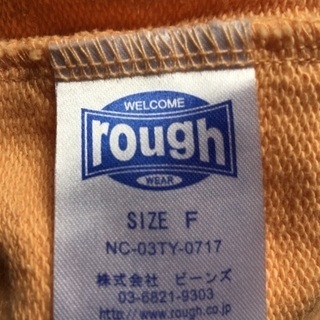 WELCOME
rough
WEAR
SIZE F
NC-03TY-0717
株式会社 ビーンズ
03-6821-9303
http://www.rough.co.jp